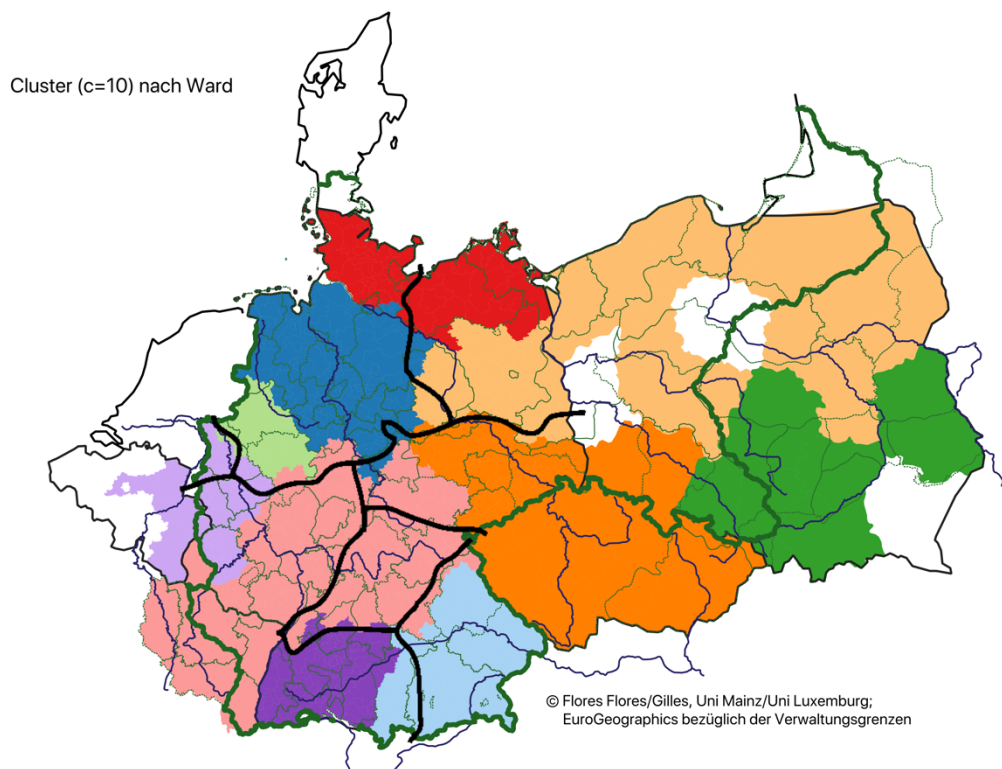 Cluster (c=10) nach Ward
© Flores Flores/Gilles, Uni Mainz/Uni Luxemburg;
EuroGeographics bezüglich der Verwaltungsgrenzen